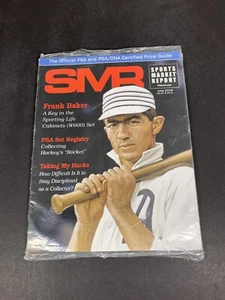 The Official PSA and PSA/DNA Certified Price Guide
SMR
SPORTS
MARKET
REPORT
Frank Baker
A Key in the
Sporting Life
Cabinets (W600) Set
PSA Set Registry
Collecting
Hockey's "Rocket"
Taking My Hacks
How Difficult Is It to
Stay Disciplined
as a Collector?